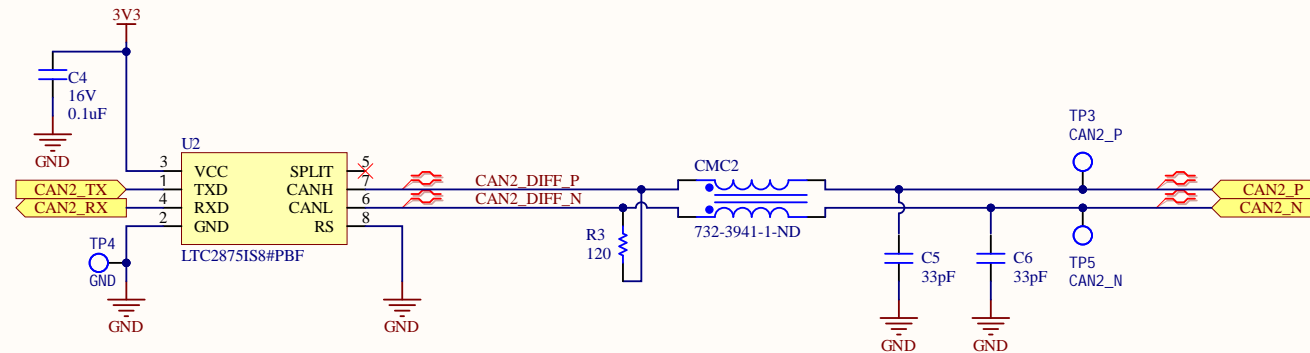 3V3
C4
16V
0.1uF
GND
U2
3 VCC SPLIT 5
1 TXD CANH 7
4 RXD CANL 6
2 GND RS 8
LTC2875IS8#PBF
CAN2_TX
CAN2_RX
TP4
GND
GND
GND
CAN2_DIFF_P
CAN2_DIFF_N
R3
120
CMC2
732-3941-1-ND
C5
33pF
GND
C6
33pF
GND
TP3
CAN2_P
TP5
CAN2_N
CAN2_P
CAN2_N